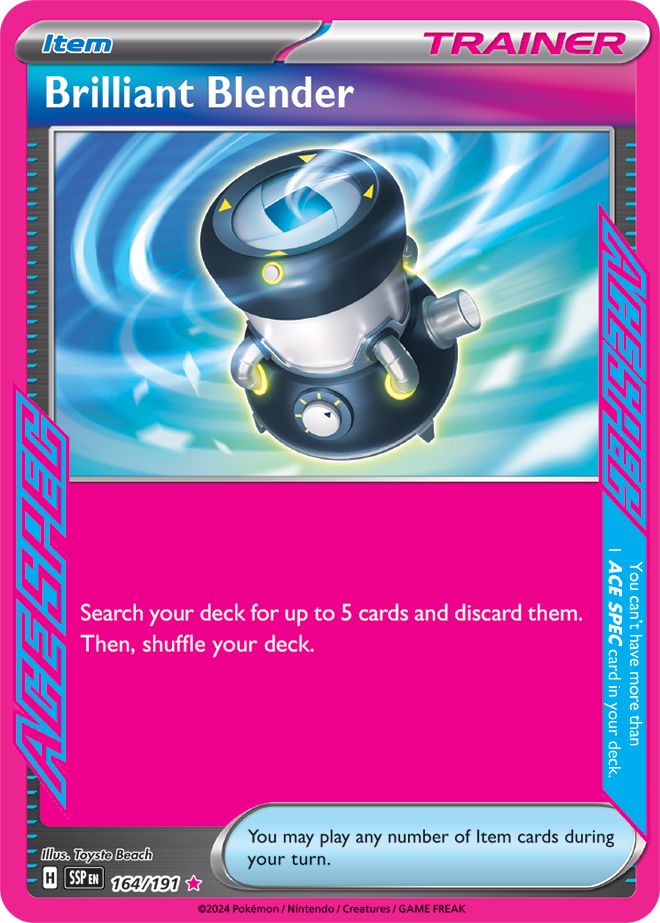 Item
TRAINER
Brilliant Blender
ACE SPEC
ACE SPEC
Search your deck for up to 5 cards and discard them.
Then, shuffle your deck.
You can't have more than
1 ACE SPEC card in your deck.
You may play any number of Item cards during
your turn.
Illus. Toyste Beach
H SSP EN 164/191
©2024 Pokémon / Nintendo / Creatures / GAME FREAK